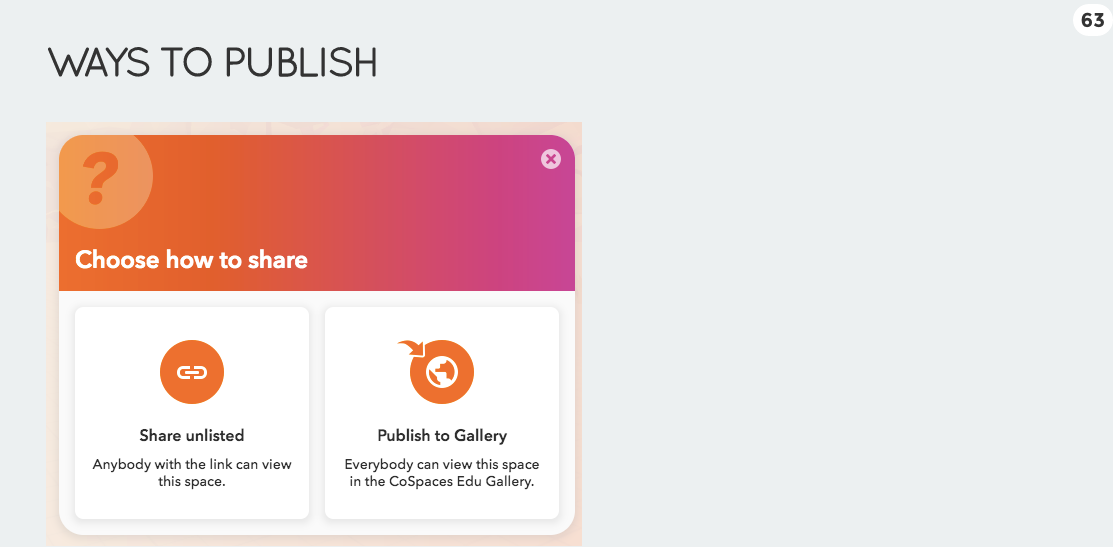 63
WAYS TO PUBLISH
?
Choose how to share
Share unlisted
Anybody with the link can view
this space.
Publish to Gallery
Everybody can view this space
in the CoSpaces Edu Gallery.